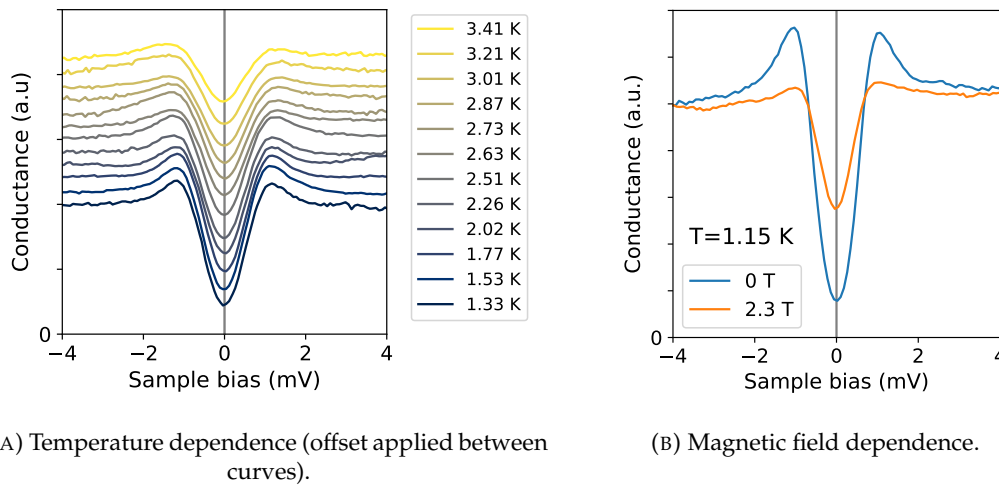 Conductance (a.u)
0
−4
−2
0
2
4
Sample bias (mV)
3.41 K
3.21 K
3.01 K
2.87 K
2.73 K
2.63 K
2.51 K
2.26 K
2.02 K
1.77 K
1.53 K
1.33 K
Conductance (a.u.)
0
−4
−2
0
2
4
Sample bias (mV)
T=1.15 K
0 T
2.3 T
A) Temperature dependence (offset applied between
curves).
(B) Magnetic field dependence.